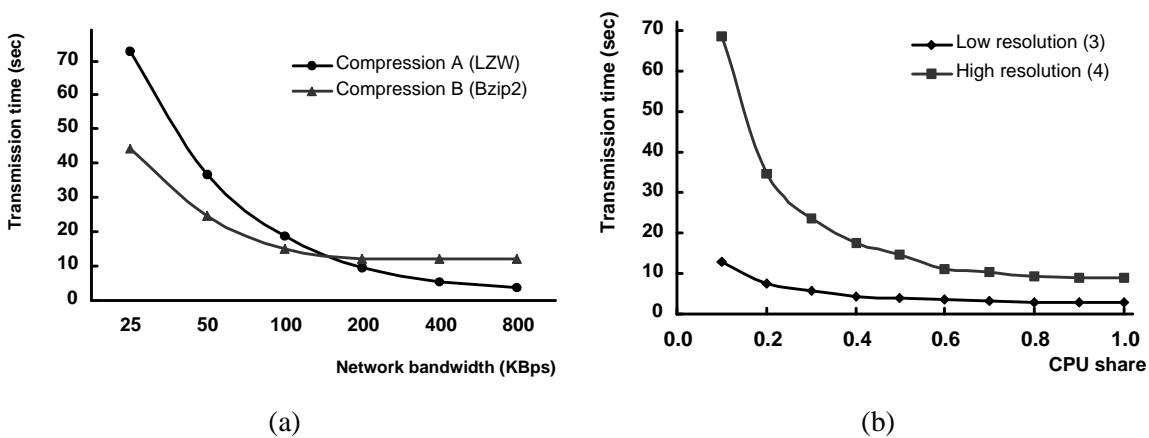 Transmission time (sec)
70
60
50
40
30
20
10
0
25 50 100 200 400 800
Network bandwidth (KBps)
Compression A (LZW)
Compression B (Bzip2)
(a)
Transmission time (sec)
70
60
50
40
30
20
10
0
0.0 0.2 0.4 0.6 0.8 1.0
CPU share
Low resolution (3)
High resolution (4)
(b)